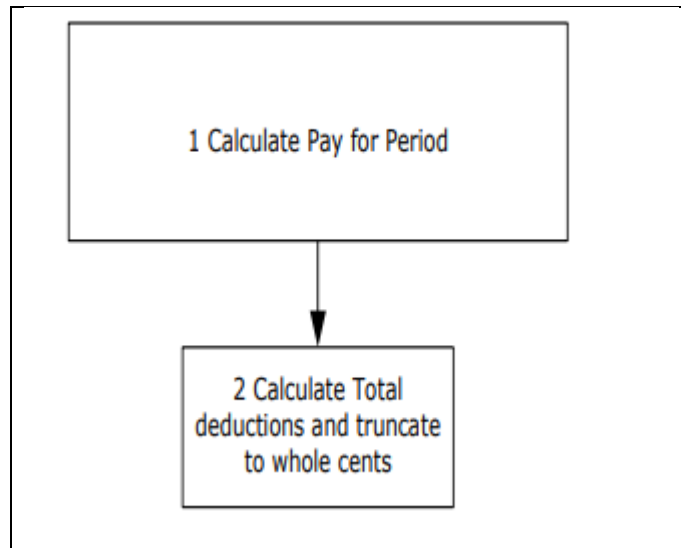 1 Calculate Pay for Period
2 Calculate Total
deductions and truncate
to whole cents